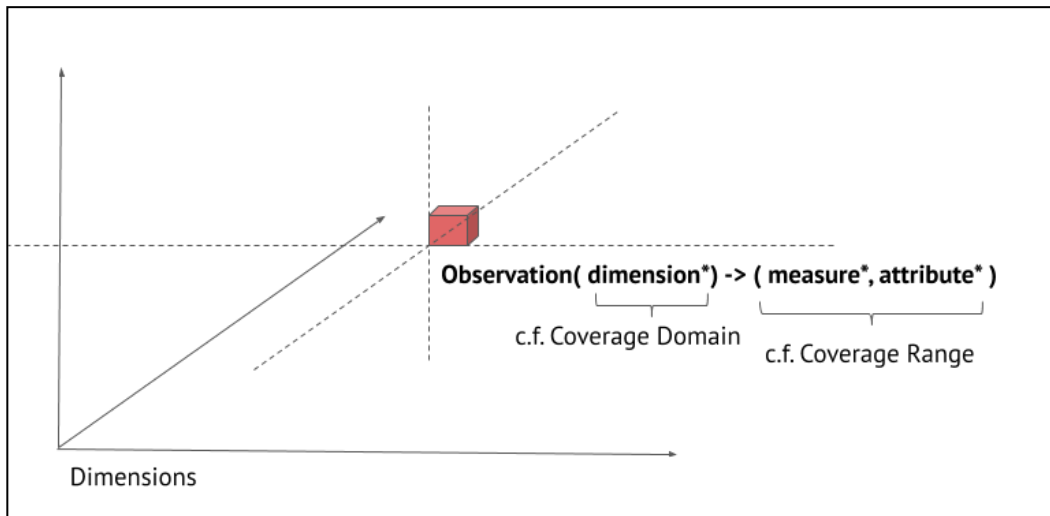 Observation( dimension*) -> ( measure*, attribute* )
c.f. Coverage Domain
c.f. Coverage Range
Dimensions